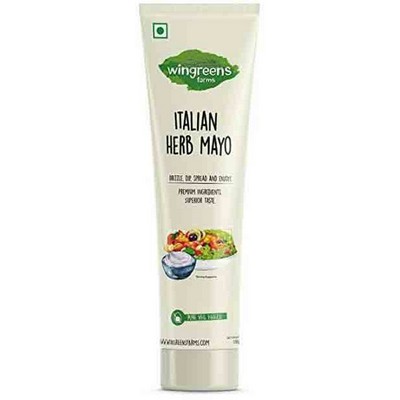 wingreens
farms
ITALIAN
HERB MAYO
DRIZZLE, DIP, SPREAD AND ENJOY!
PREMIUM INGREDIENTS,
SUPERIOR TASTE.
WWW.WINGREENSFARMS.COM